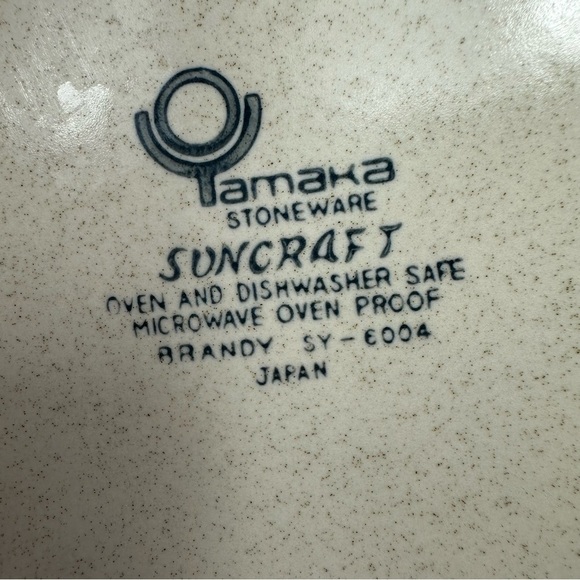 Yamaka
STONEWARE
SUNCRAFT
OVEN AND DISHWASHER SAFE
MICROWAVE OVEN PROOF
BRANDY SY-6004
JAPAN